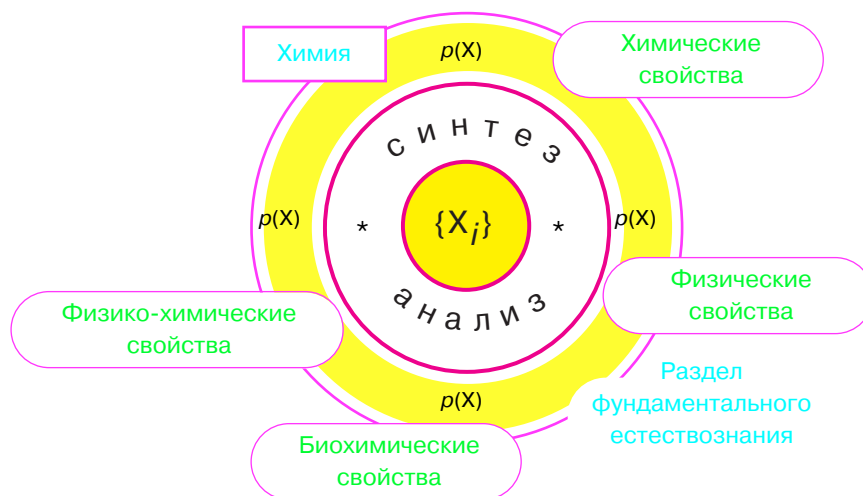 Химия
p(X)
Химические
свойства
синтез
p(X)
*
{Xi}
*
p(X)
анализ
Физические
свойства
Физико-химические
свойства
p(X)
Раздел
фундаментального
естествознания
Биохимические
свойства